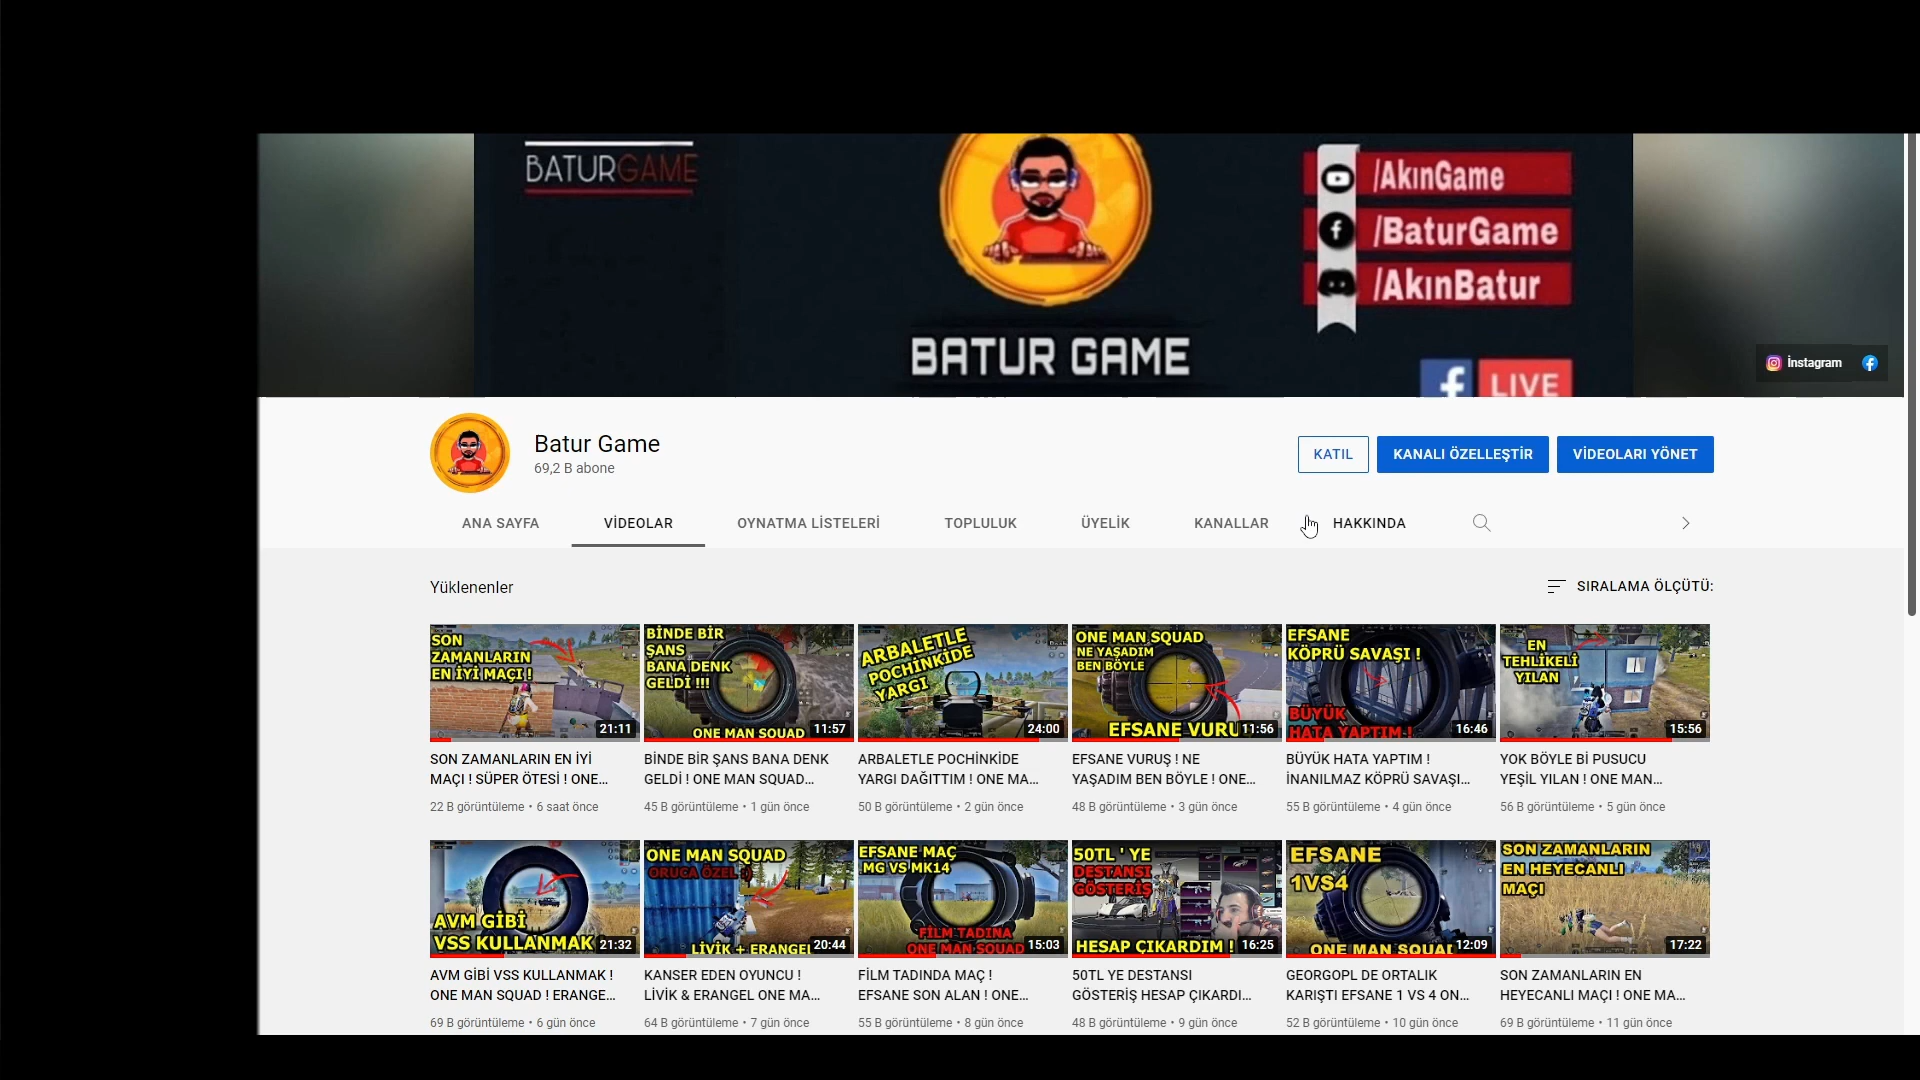 BATURGAME
/AkınGame
/BaturGame
/AkınBatur
BATUR GAME
LIVE
İnstagram
Batur Game
69,2 B abone
KATIL
KANALI ÖZELLEŞTİR
VİDEOLARI YÖNET
ANA SAYFA
VİDEOLAR
OYNATMA LİSTELERİ
TOPLULUK
ÜYELİK
KANALLAR
HAKKINDA
Yüklenenler
SIRALAMA ÖLÇÜTÜ:
SON
ZAMANLARIN
EN İYİ MAÇI !
21:11
BİNDE BİR
ŞANS
BANA DENK
GELDİ !!!
ONE MAN SQUAD
11:57
ARBALETLE
POCHİNKİDE
YARGI
24:00
ONE MAN SQUAD
NE YAŞADIM
BEN BÖYLE
EFSANE VURU
11:56
EFSANE
KÖPRÜ SAVAŞI !
BÜYÜK
HATA YAPTIM !
16:46
EN
TEHLİKELİ
YILAN
15:56
SON ZAMANLARIN EN İYİ
MAÇI ! SÜPER ÖTESİ ! ONE...
22 B görüntüleme • 6 saat önce
BİNDE BİR ŞANS BANA DENK
GELDİ ! ONE MAN SQUAD...
45 B görüntüleme • 1 gün önce
ARBALETLE POCHİNKİDE
YARGI DAĞITTIM ! ONE MA...
50 B görüntüleme • 2 gün önce
EFSANE VURUŞ ! NE
YAŞADIM BEN BÖYLE ! ONE...
48 B görüntüleme • 3 gün önce
BÜYÜK HATA YAPTIM !
İNANILMAZ KÖPRÜ SAVAŞI...
55 B görüntüleme • 4 gün önce
YOK BÖYLE Bİ PUSUCU
YEŞİL YILAN ! ONE MAN...
56 B görüntüleme • 5 gün önce
AVM GİBİ
VSS KULLANMAK
21:32
ONE MAN SQUAD
ORUCA ÖZEL :)
LİVİK + ERANGEL
20:44
EFSANE MAÇ
MG VS MK14
FİLM TADINA
ONE MAN SQUAD
15:03
50TL ' YE
DESTANSI
GÖSTERİŞ
HESAP ÇIKARDIM !
16:25
EFSANE
1VS4
ONE MAN SQUAD
12:09
SON ZAMANLARIN
EN HEYECANLI
MAÇI
17:22
AVM GİBİ VSS KULLANMAK !
ONE MAN SQUAD ! ERANGE...
69 B görüntüleme • 6 gün önce
KANSER EDEN OYUNCU !
LİVİK & ERANGEL ONE MA...
64 B görüntüleme • 7 gün önce
FİLM TADINDA MAÇ !
EFSANE SON ALAN ! ONE...
55 B görüntüleme • 8 gün önce
50TL YE DESTANSI
GÖSTERİŞ HESAP ÇIKARDI...
48 B görüntüleme • 9 gün önce
GEORGOPL DE ORTALIK
KARIŞTI EFSANE 1 VS 4 ON...
52 B görüntüleme • 10 gün önce
SON ZAMANLARIN EN
HEYECANLI MAÇI ! ONE MA...
69 B görüntüleme • 11 gün önce